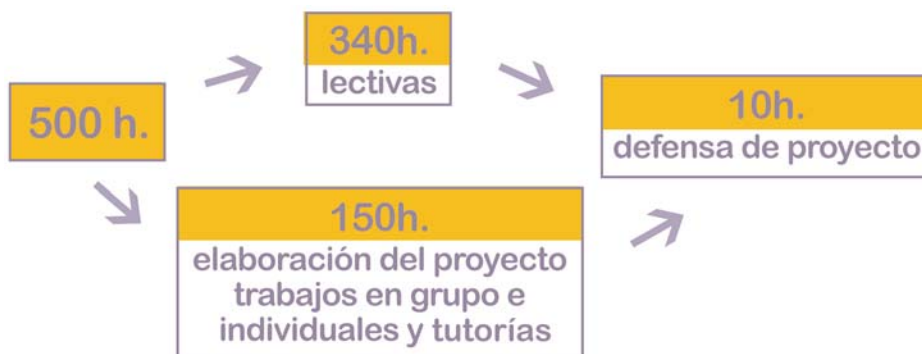 500 h.
340h.
lectivas
150h.
elaboración del proyecto
trabajos en grupo e
individuales y tutorías
10h.
defensa de proyecto